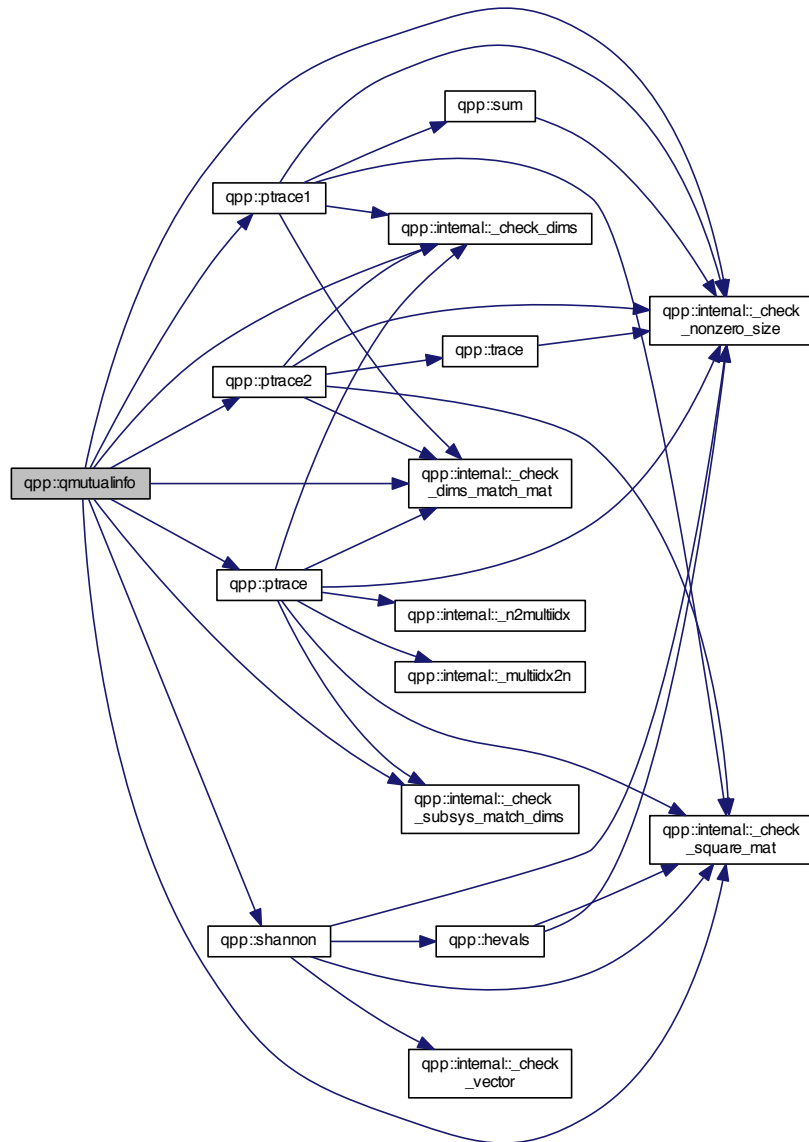 qpp::sum
qpp::ptrace1
qpp::internal::_check_dims
qpp::internal::_check
_nonzero_size
qpp::trace
qpp::ptrace2
qpp::qmutualinfo
qpp::internal::_check
_dims_match_mat
qpp::ptrace
qpp::internal::_n2multiidx
qpp::internal::_multiidx2n
qpp::internal::_check
_subsys_match_dims
qpp::internal::_check
_square_mat
qpp::shannon
qpp::hevals
qpp::internal::_check
_vector